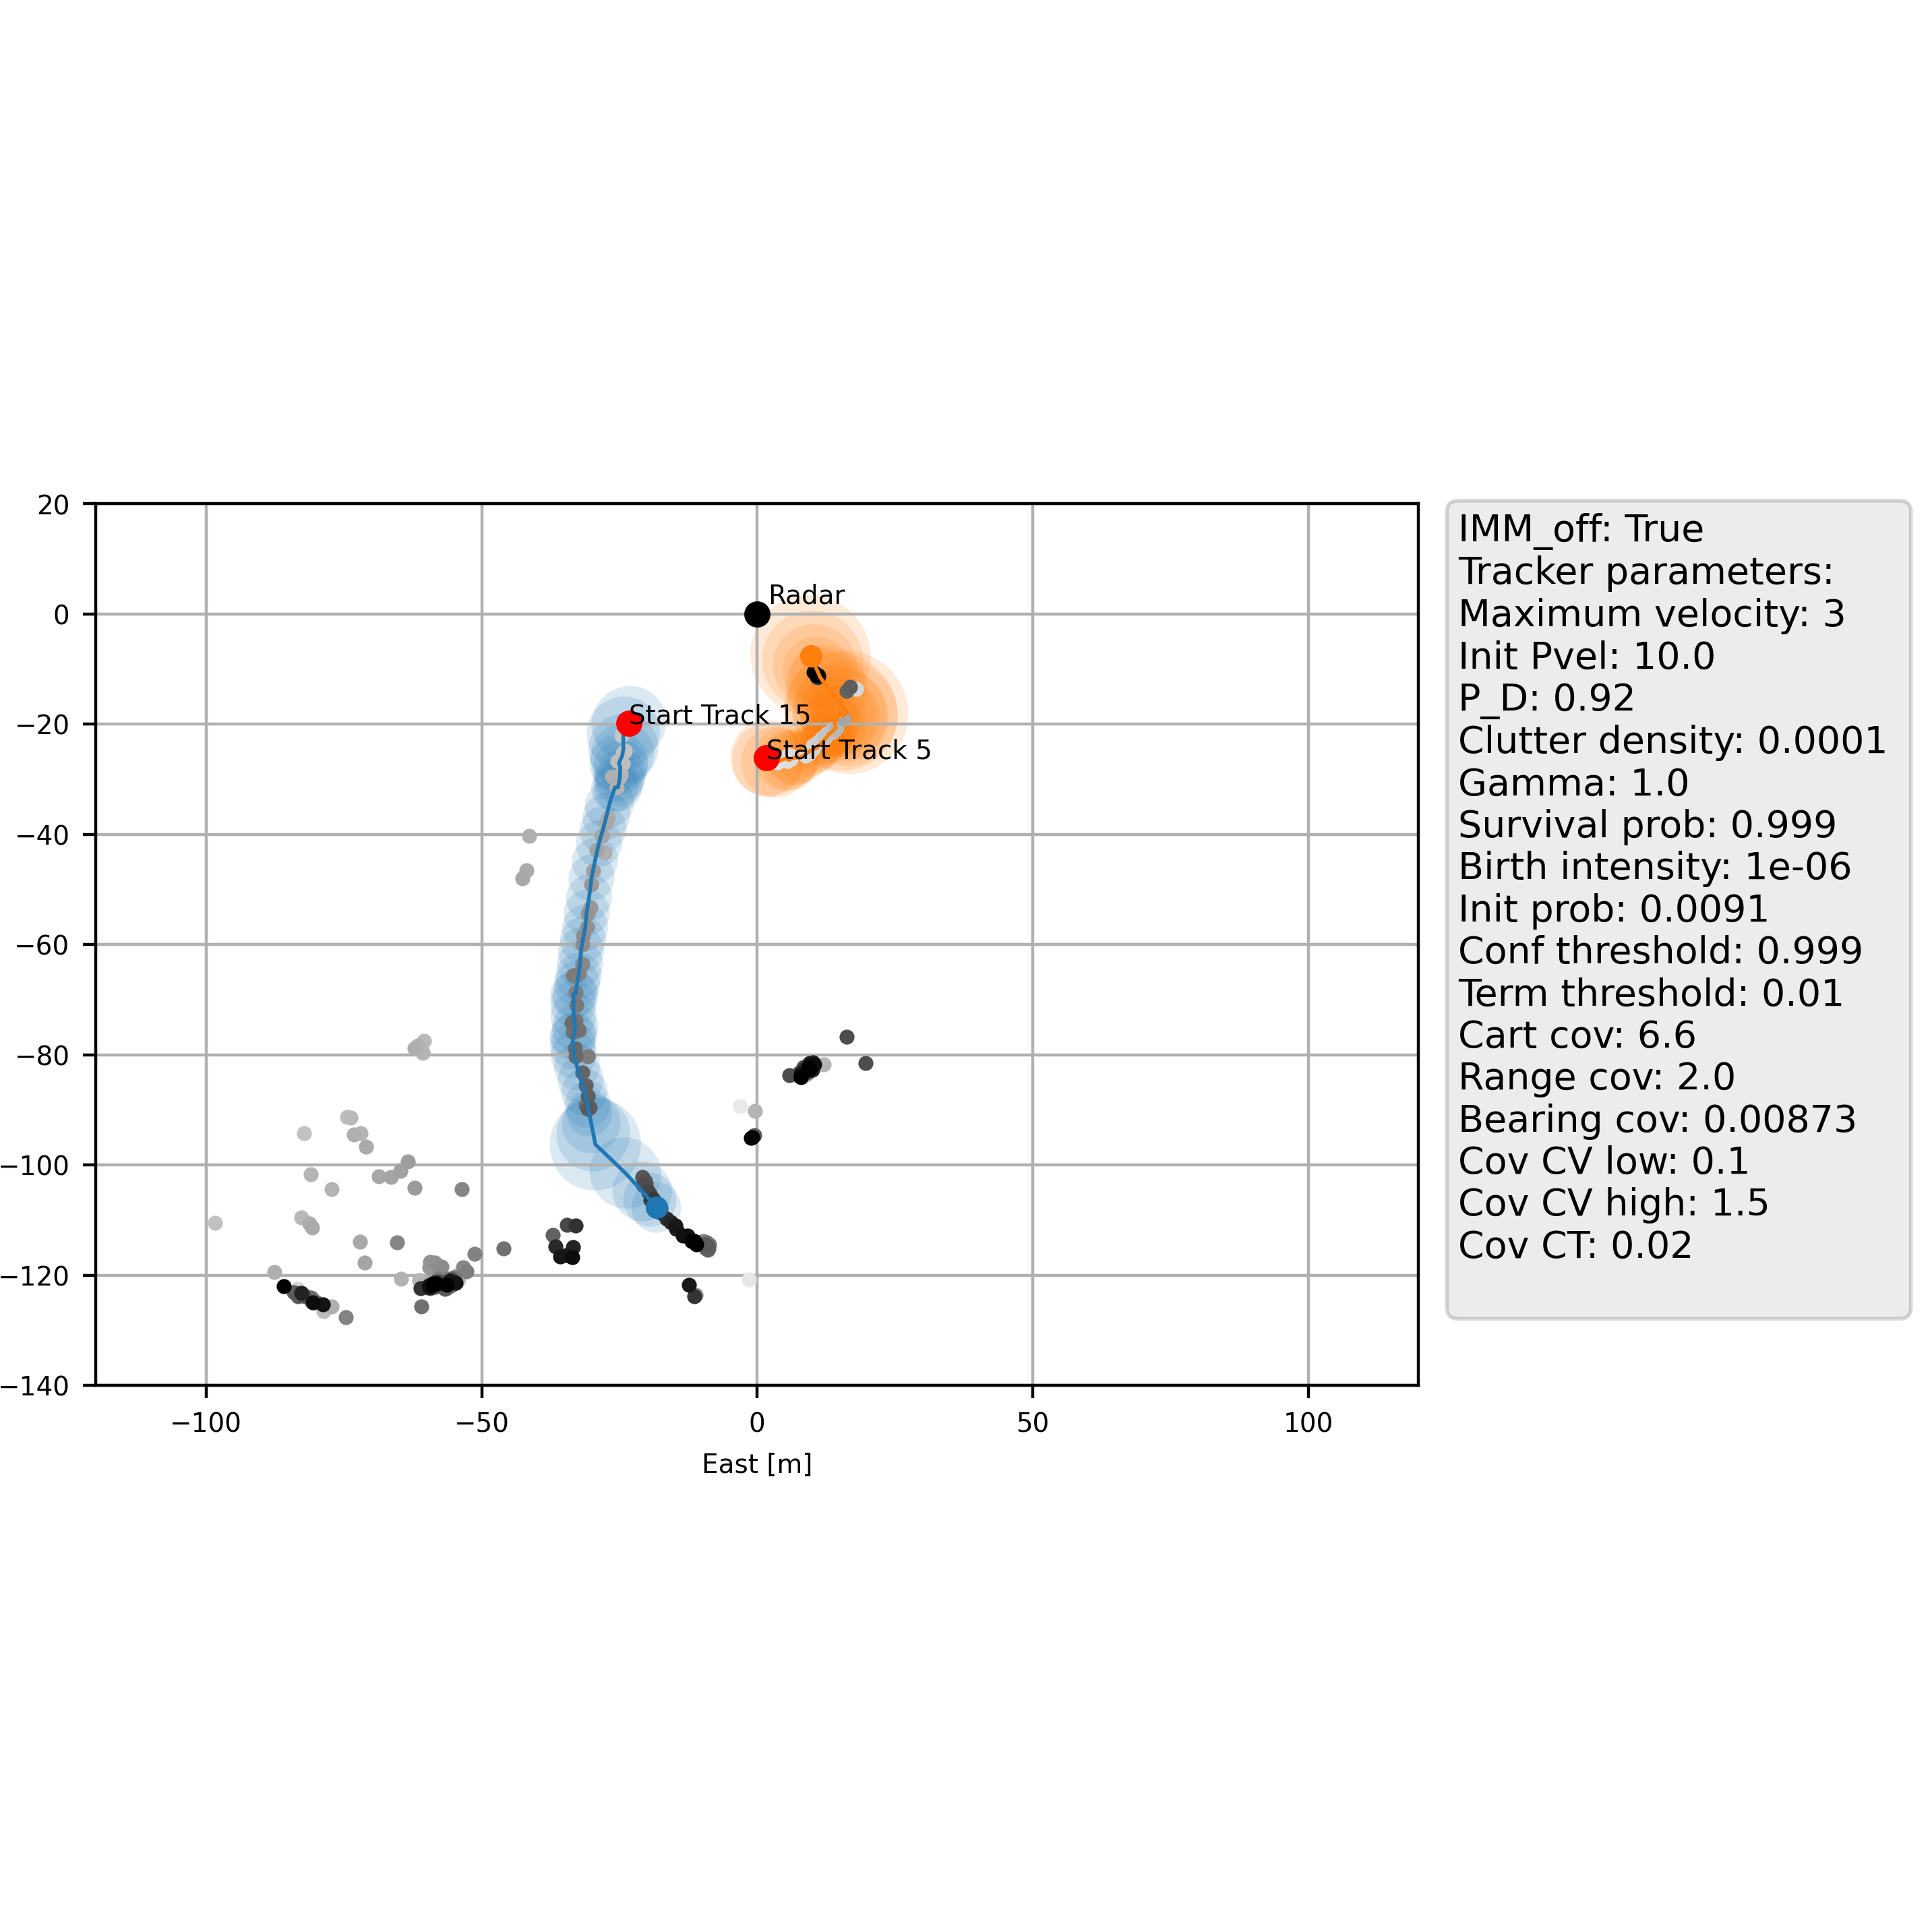 20
0
−20
−40
−60
−80
−100
−120
−140
−100
−50
0
50
100
East [m]
Radar
Start Track 15
Start Track 5
IMM_off: True
Tracker parameters:
Maximum velocity: 3
Init Pvel: 10.0
P_D: 0.92
Clutter density: 0.0001
Gamma: 1.0
Survival prob: 0.999
Birth intensity: 1e-06
Init prob: 0.0091
Conf threshold: 0.999
Term threshold: 0.01
Cart cov: 6.6
Range cov: 2.0
Bearing cov: 0.00873
Cov CV low: 0.1
Cov CV high: 1.5
Cov CT: 0.02